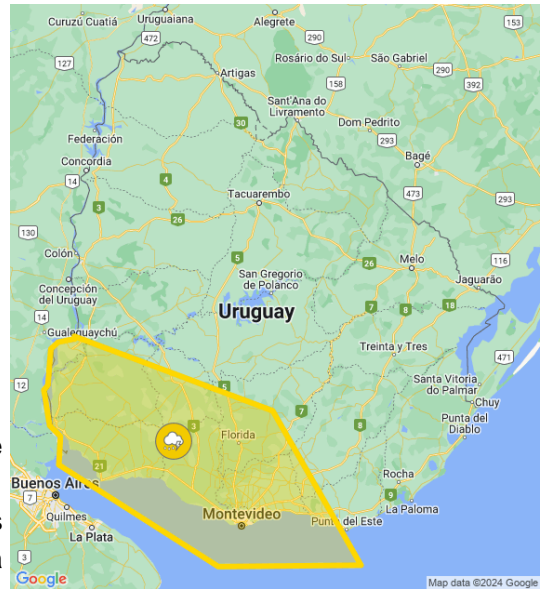 Curuzú Cuatiá
Uruguaiana
Alegrete
153
472
290
Rosário do Sul
São Gabriel
127
Artigas
290
158
392
Sant'Ana do
Livramento
30
Dom Pedrito
Federación
293
Bagé
Concordia
14
4
473
293
3
Tacuarembo
26
130
5
Colón
26
Melo
116
San Gregorio
de Polanco
Jaguarão
Concepción
del Uruguay
7
8
18
14
Uruguay
Gualeguaychú
Treinta y Tres
471
12
5
Santa Vitoria
do Palmar
7
Chuy
3
8
Punta del
Diablo
Florida
e
21
Rocha
9
Buenos Aires
La Paloma
7
Montevideo
Quilmes
Punta del Este
s
La Plata
3
Google
Map data ©2024 Google